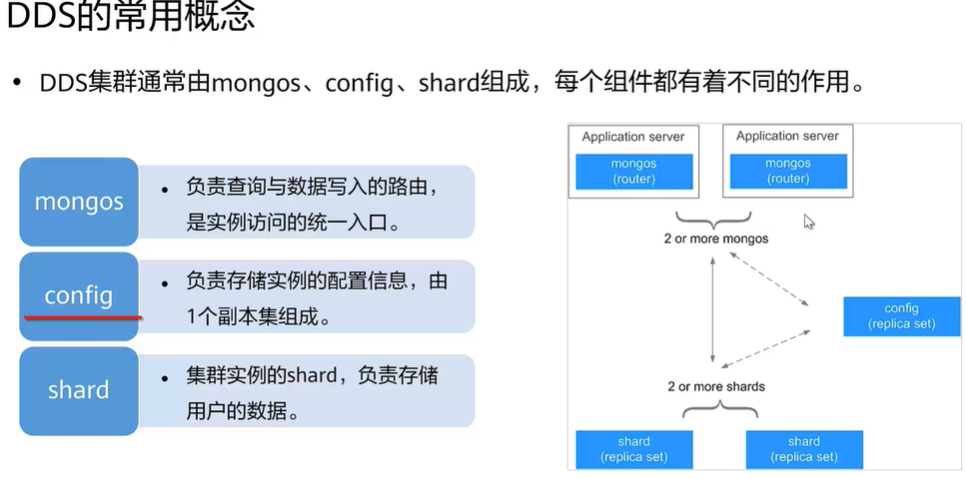 DDS的常用概念
• DDS集群通常由mongos、config、shard组成，每个组件都有着不同的作用。
mongos
• 负责查询与数据写入的路由，
是实例访问的统一入口。
config
• 负责存储实例的配置信息，由
1个副本集组成。
shard
• 集群实例的shard，负责存储
用户的数据。
Application server
mongos
(router)
Application server
mongos
(router)
2 or more mongos
config
(replica set)
2 or more shards
shard
(replica set)
shard
(replica set)